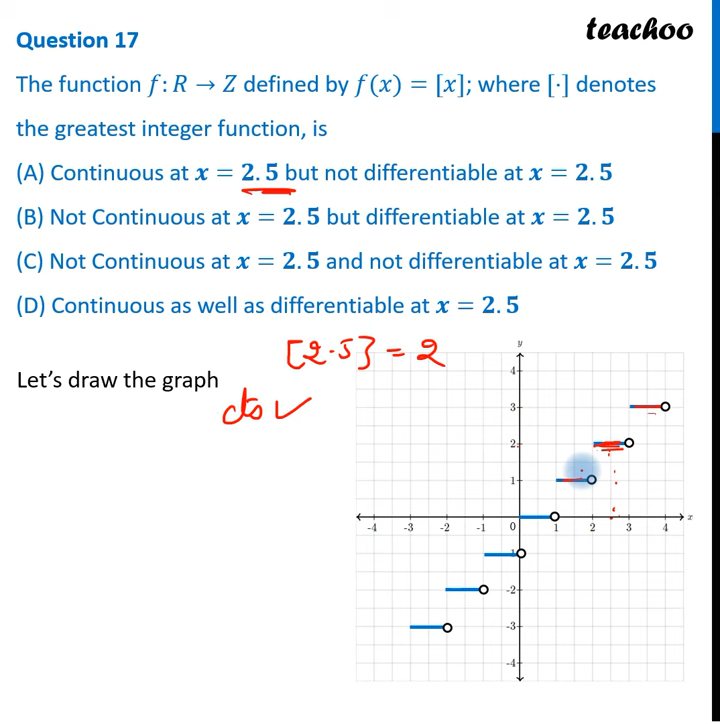 teachoo
Question 17
The function f: R → Z defined by f(x) = [x]; where [·] denotes
the greatest integer function, is
(A) Continuous at x = 2.5 but not differentiable at x = 2.5
(B) Not Continuous at x = 2.5 but differentiable at x = 2.5
(C) Not Continuous at x = 2.5 and not differentiable at x = 2.5
(D) Continuous as well as differentiable at x = 2.5
[2.5] = 2
Let’s draw the graph
cts ✓
y
4
3
2
1
-4 -3 -2 -1 0 1 2 3 4 x
-1
-2
-3
-4